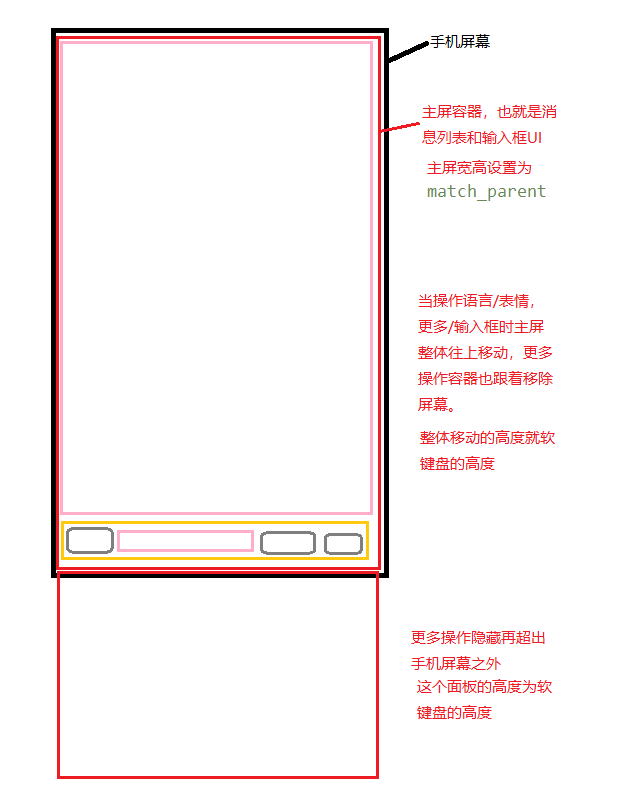 手机屏幕
主屏容器，也就是消
息列表和输入框UI
主屏宽高设置为
match_parent
当操作语言/表情，
更多/输入框时主屏
整体往上移动，更多
操作容器也跟着移除
屏幕。
整体移动的高度就软
键盘的高度
更多操作隐藏再超出
手机屏幕之外
这个面板的高度为软
键盘的高度